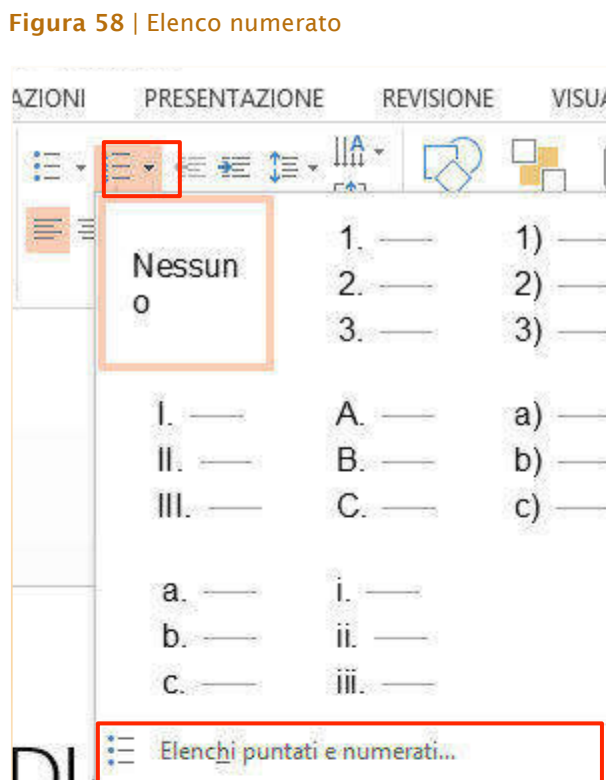 Figura 58 | Elenco numerato
AZIONI PRESENTAZIONE REVISIONE VISUA
Nessun
o
1.
2.
3.
1)
2)
3)
I.
II.
III.
A.
B.
C.
a)
b)
c)
a.
b.
c.
i.
ii.
iii.
Elenchi puntati e numerati...
DI